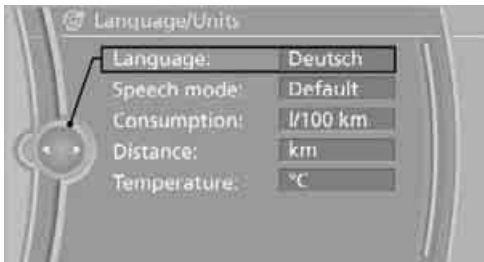 Language/Units
Language: Deutsch
Speech mode: Default
Consumption: l/100 km
Distance: km
Temperature: °C